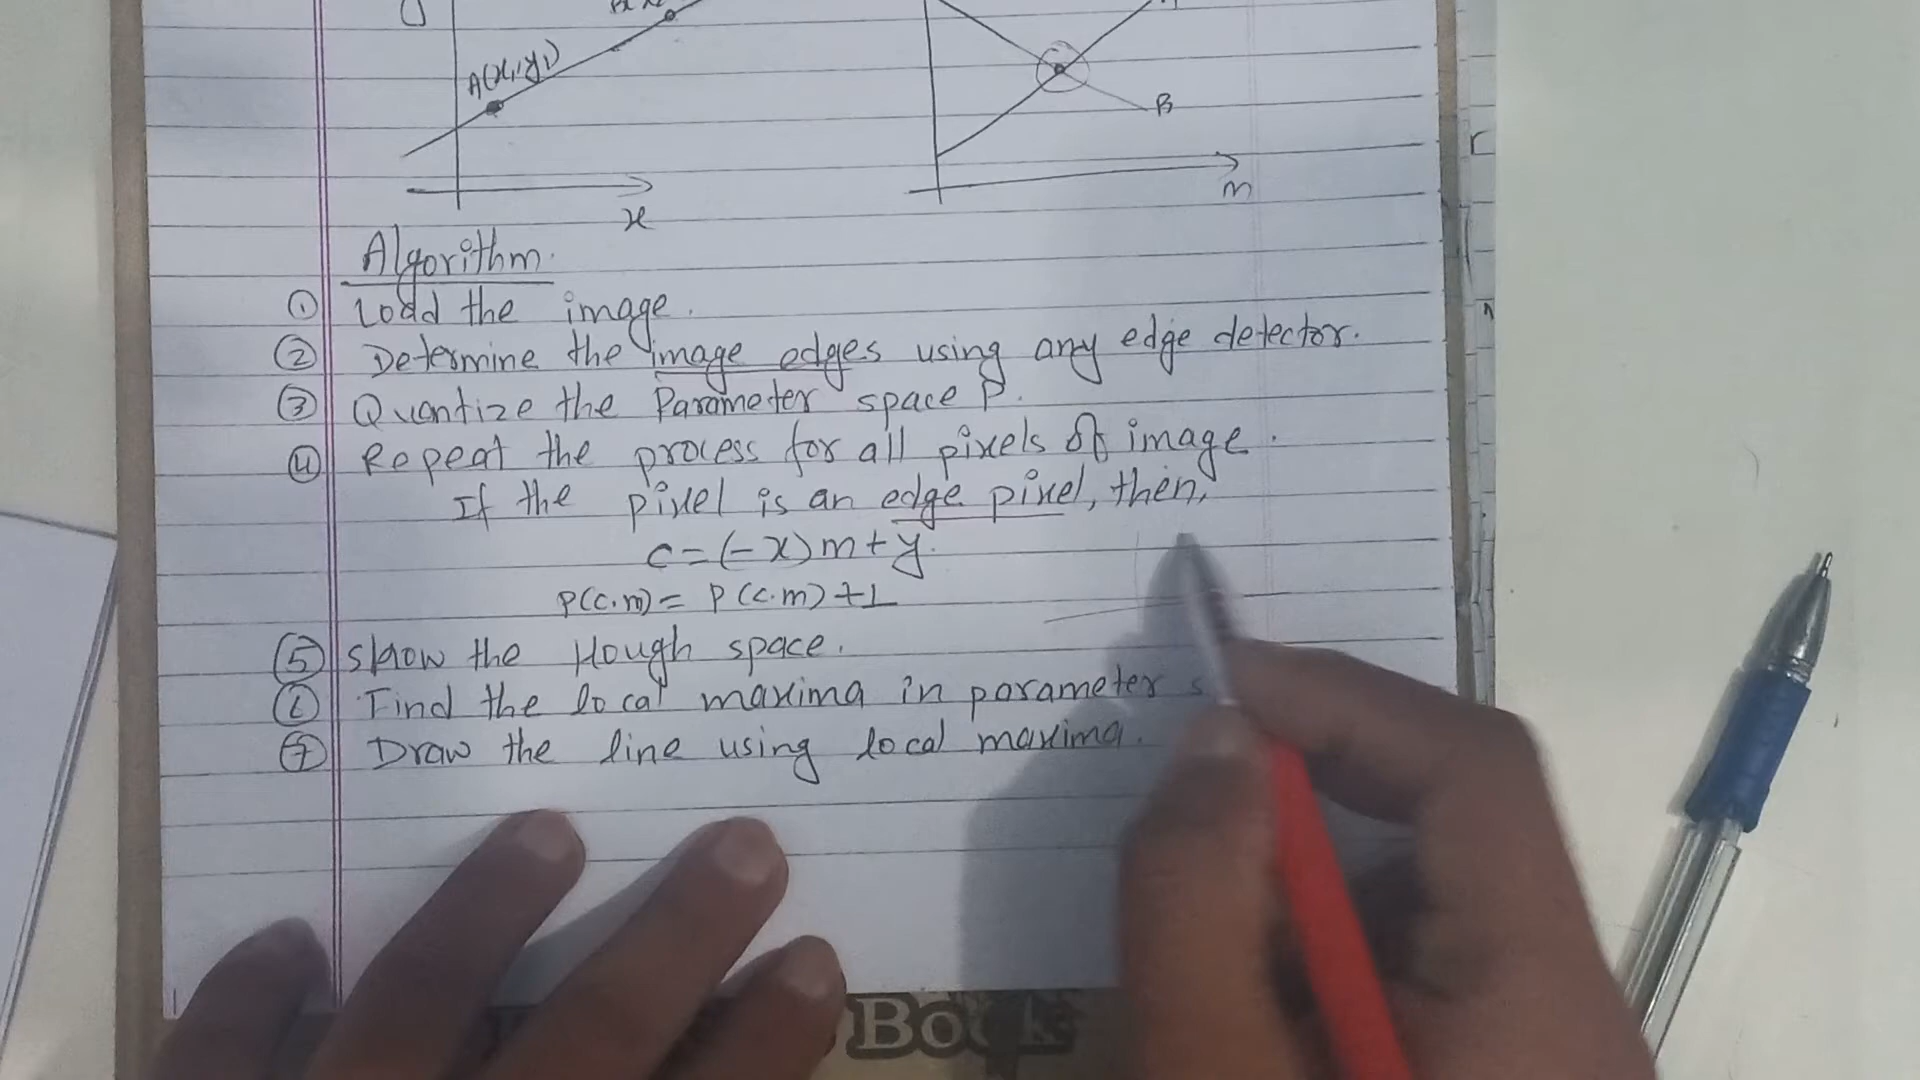 A(x1,y1)
B
x
m
Algorithm.
① Load the image.
② Determine the image edges using any edge detector.
③ Quantize the Parameter space P.
④ Repeat the process for all pixels of image.
If the pixel is an edge pixel, then,
c = (-x)m + y.
P(c.m) = P(c.m) + 1
⑤ Show the Hough space.
⑥ Find the local maxima in parameter s
⑦ Draw the line using local maxima.